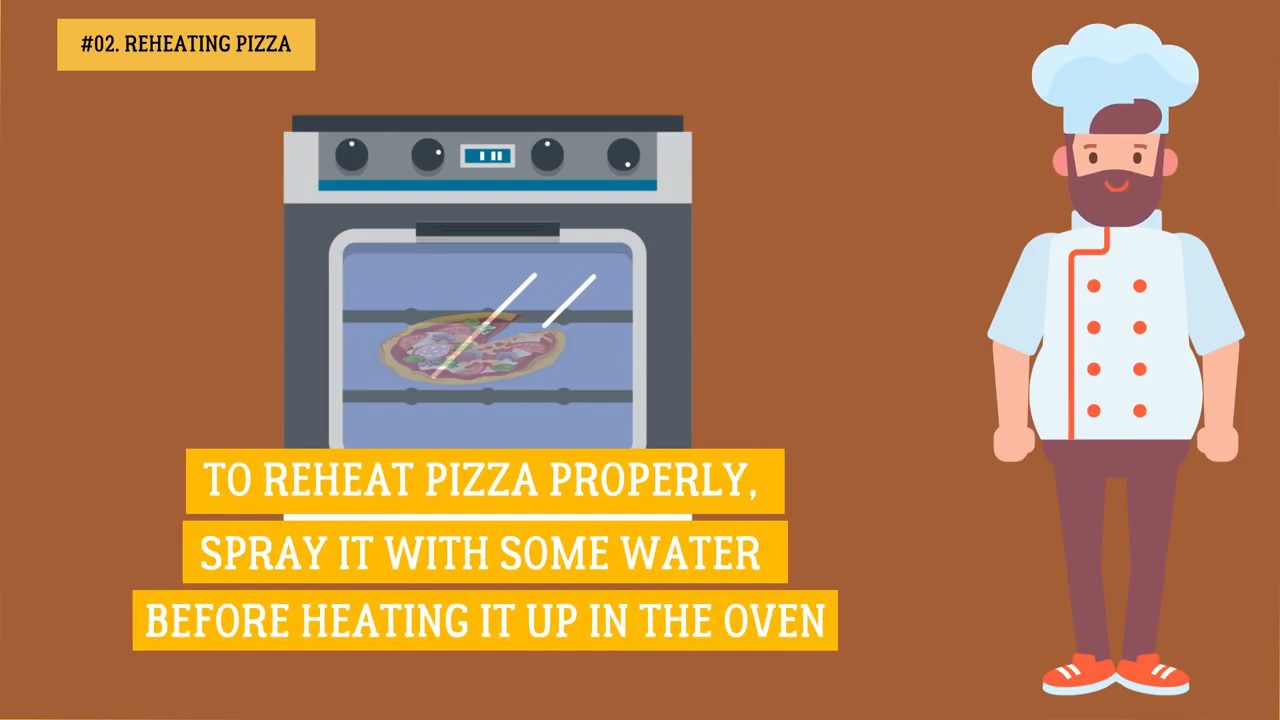 #02. REHEATING PIZZA
TO REHEAT PIZZA PROPERLY,
SPRAY IT WITH SOME WATER
BEFORE HEATING IT UP IN THE OVEN